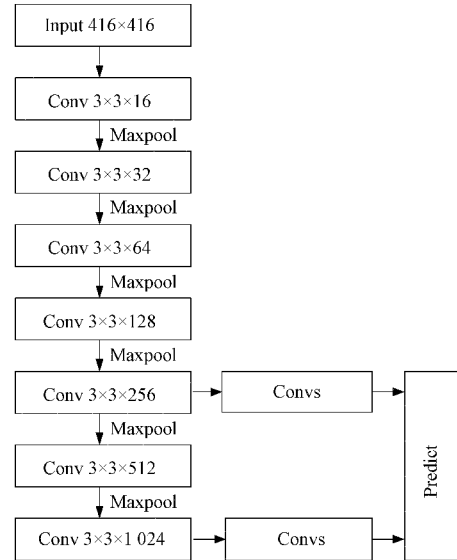 Input 416×416
Conv 3×3×16
Maxpool
Conv 3×3×32
Maxpool
Conv 3×3×64
Maxpool
Conv 3×3×128
Maxpool
Conv 3×3×256
Convs
Maxpool
Conv 3×3×512
Predict
Maxpool
Conv 3×3×1 024
Convs